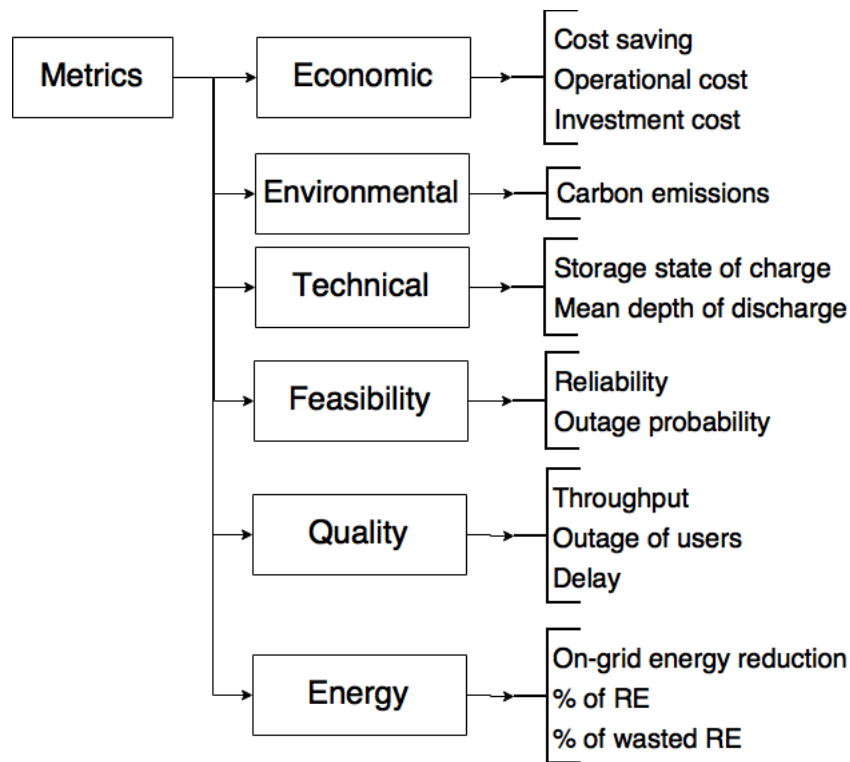 Metrics
Economic
Cost saving
Operational cost
Investment cost
Environmental
Carbon emissions
Technical
Storage state of charge
Mean depth of discharge
Feasibility
Reliability
Outage probability
Quality
Throughput
Outage of users
Delay
Energy
On-grid energy reduction
% of RE
% of wasted RE